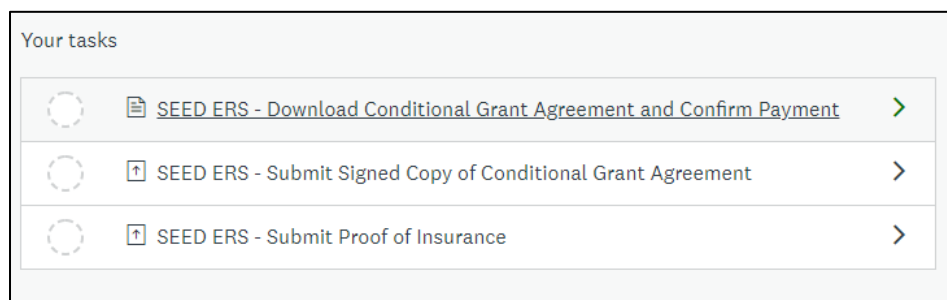 Your tasks
SEED ERS - Download Conditional Grant Agreement and Confirm Payment
SEED ERS - Submit Signed Copy of Conditional Grant Agreement
SEED ERS - Submit Proof of Insurance